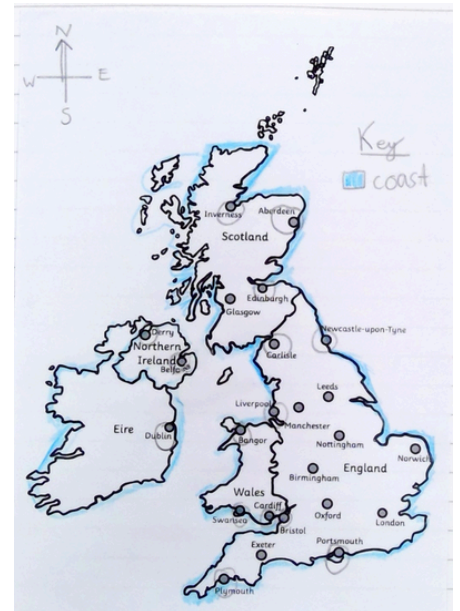 N
W E
S
Key
coast
Inverness
Aberdeen
Scotland
Edinburgh
Glasgow
Newcastle-upon-Tyne
Derry
Northern
Ireland
Belfast
Carlisle
Leeds
Liverpool
Manchester
Eire
Dublin
Bangor
Nottingham
Norwich
England
Birmingham
Wales
Cardiff
Swansea
Bristol
Oxford
London
Exeter
Portsmouth
Plymouth